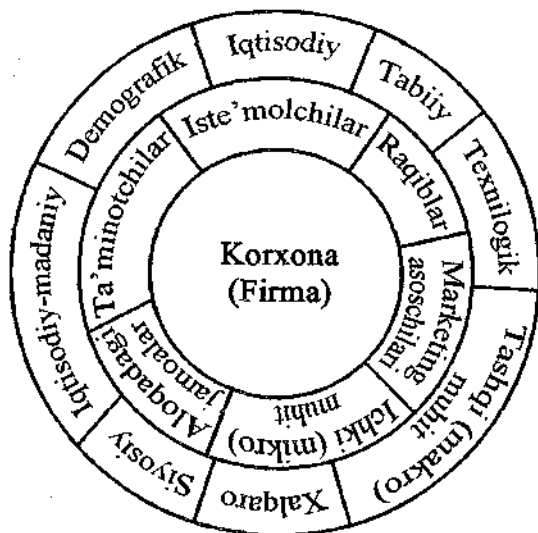 Iqtisodiy
Tabiiy
Texnilogik
Tashqi (makro)
muhit
Xalqaro
Siyosiy
Iqtisodiy-madaniy
Demografik
Iste’molchilar
Raqiblar
Marketing
asoschilari
Ichki (mikro)
muhit
Aloqadagi
jamoalar
Ta’minotchilar
Korxona
(Firma)